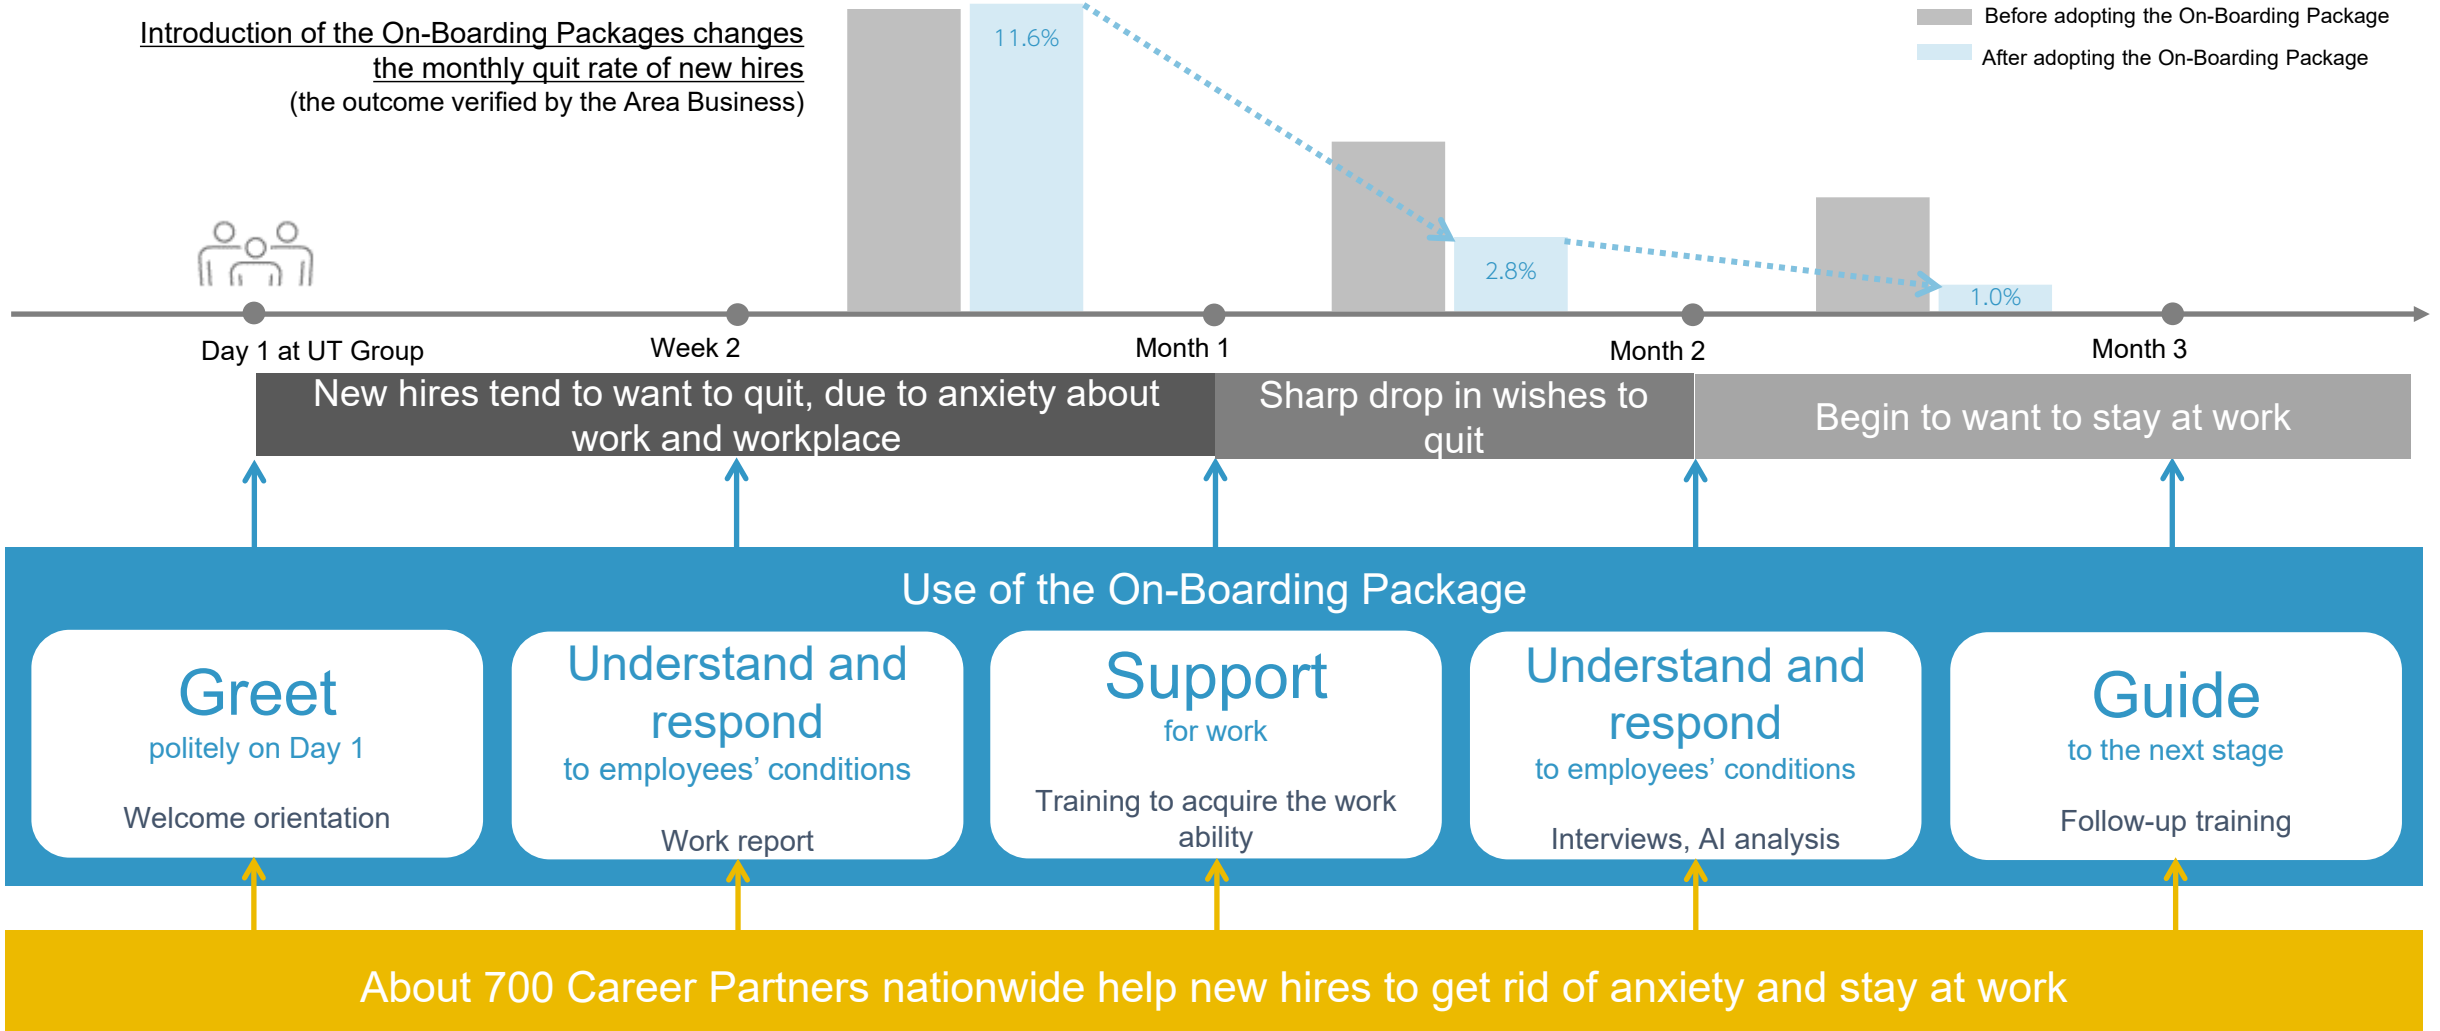 Introduction of the On-Boarding Packages changes
the monthly quit rate of new hires
(the outcome verified by the Area Business)
Before adopting the On-Boarding Package
After adopting the On-Boarding Package
11.6%
2.8%
1.0%
Day 1 at UT Group
Week 2
Month 1
Month 2
Month 3
New hires tend to want to quit, due to anxiety about
work and workplace
Sharp drop in wishes to
quit
Begin to want to stay at work
Use of the On-Boarding Package
Greet
politely on Day 1
Welcome orientation
Understand and
respond
to employees’ conditions
Work report
Support
for work
Training to acquire the work
ability
Understand and
respond
to employees’ conditions
Interviews, AI analysis
Guide
to the next stage
Follow-up training
About 700 Career Partners nationwide help new hires to get rid of anxiety and stay at work